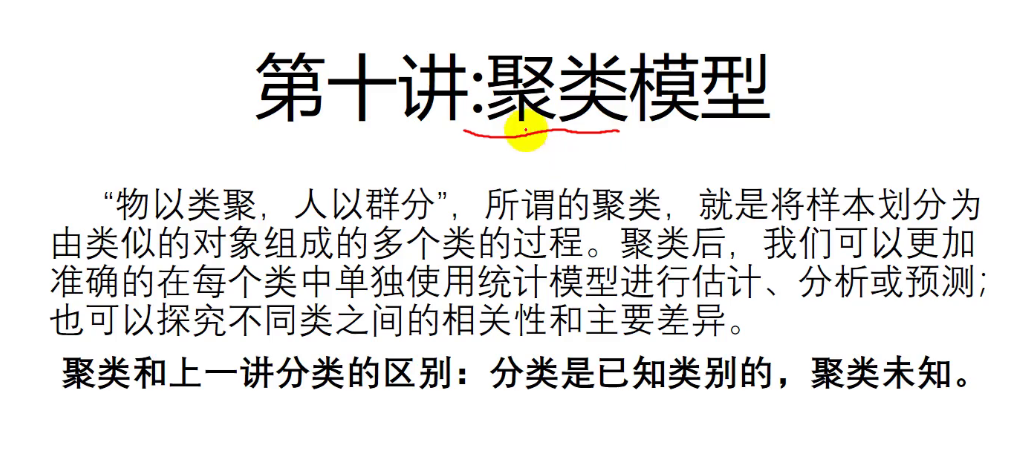 第十讲:聚类模型
“物以类聚，人以群分”，所谓的聚类，就是将样本划分为
由类似的对象组成的多个类的过程。聚类后，我们可以更加
准确的在每个类中单独使用统计模型进行估计、分析或预测；
也可以探究不同类之间的相关性和主要差异。
聚类和上一讲分类的区别：分类是已知类别的，聚类未知。